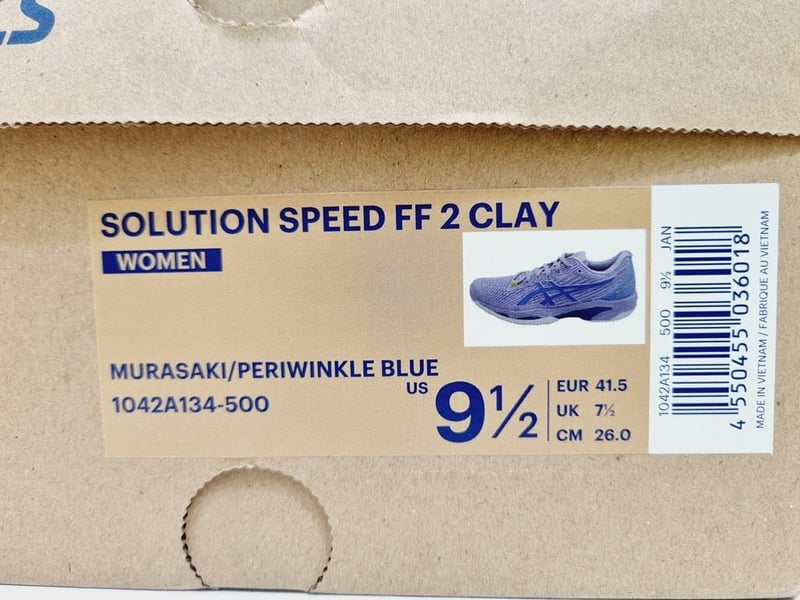 SOLUTION SPEED FF 2 CLAY
WOMEN
MURASAKI/PERIWINKLE BLUE
1042A134-500
US 9½
EUR 41.5
UK 7½
CM 26.0
1042A134 500 9½ JAN
4 550455 036018
MADE IN VIETNAM / FABRIQUE AU VIETNAM